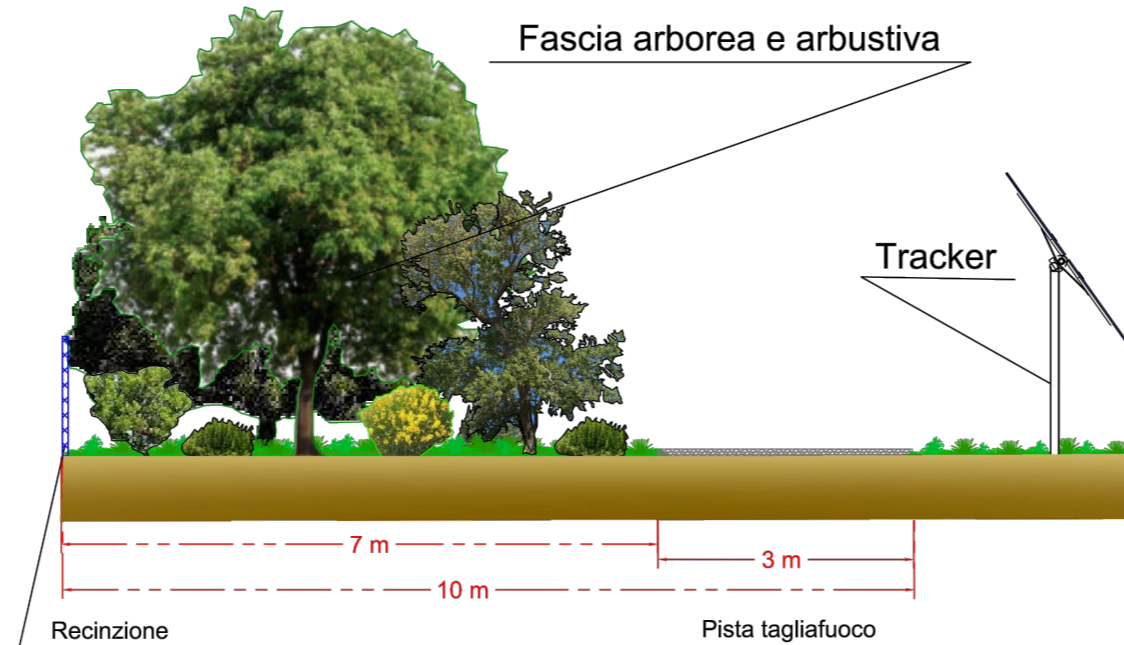 Fascia arborea e arbustiva
Tracker
7 m
3 m
10 m
Recinzione
Pista tagliafuoco